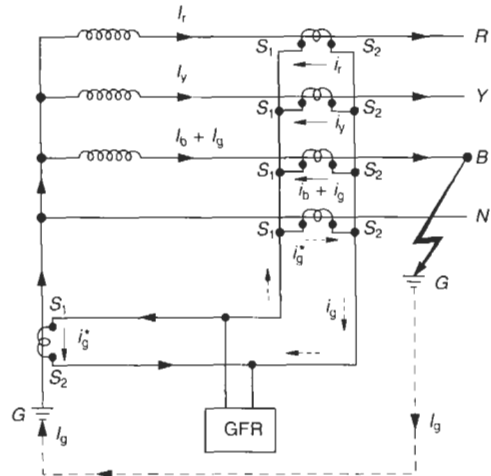 I_r R
S_1 S_2
i_r
I_y Y
S_1 S_2
i_y
I_b + I_g B
S_1 S_2
i_b + i_g
N
S_1 S_2
i_g*
G
i_g
S_1
i_g*
S_2
G
GFR
I_g I_g